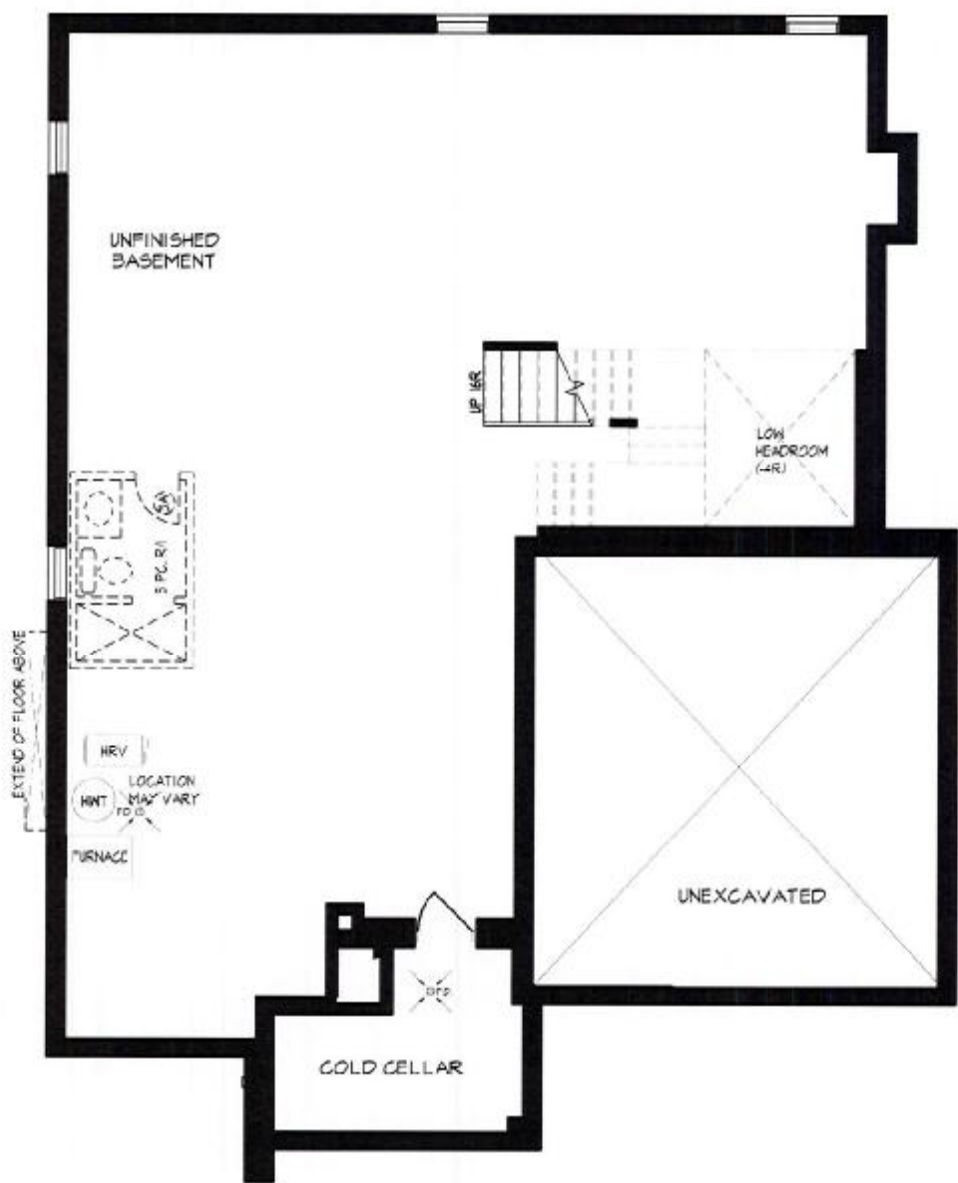 UNFINISHED
BASEMENT
UP 16R
LOW
HEADROOM
(-4R)
3 PC. R/I
EXTEND OF FLOOR ABOVE
HRV
LOCATION
MAY VARY
HWT
FURNACE
UNEXCAVATED
COLD CELLAR